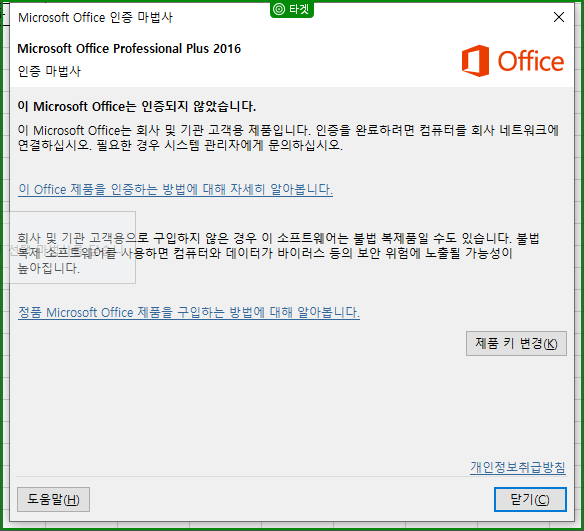 타겟
Microsoft Office 인증 마법사
Microsoft Office Professional Plus 2016
인증 마법사
Office
이 Microsoft Office는 인증되지 않았습니다.
이 Microsoft Office는 회사 및 기관 고객용 제품입니다. 인증을 완료하려면 컴퓨터를 회사 네트워크에
연결하십시오. 필요한 경우 시스템 관리자에게 문의하십시오.
이 Office 제품을 인증하는 방법에 대해 자세히 알아봅니다.
회사 및 기관 고객용으로 구입하지 않은 경우 이 소프트웨어는 불법 복제품일 수도 있습니다. 불법
복제 소프트웨어를 사용하면 컴퓨터와 데이터가 바이러스 등의 보안 위험에 노출될 가능성이
높아집니다.
정품 Microsoft Office 제품을 구입하는 방법에 대해 알아봅니다.
제품 키 변경(K)
개인정보취급방침
도움말(H)
닫기(C)